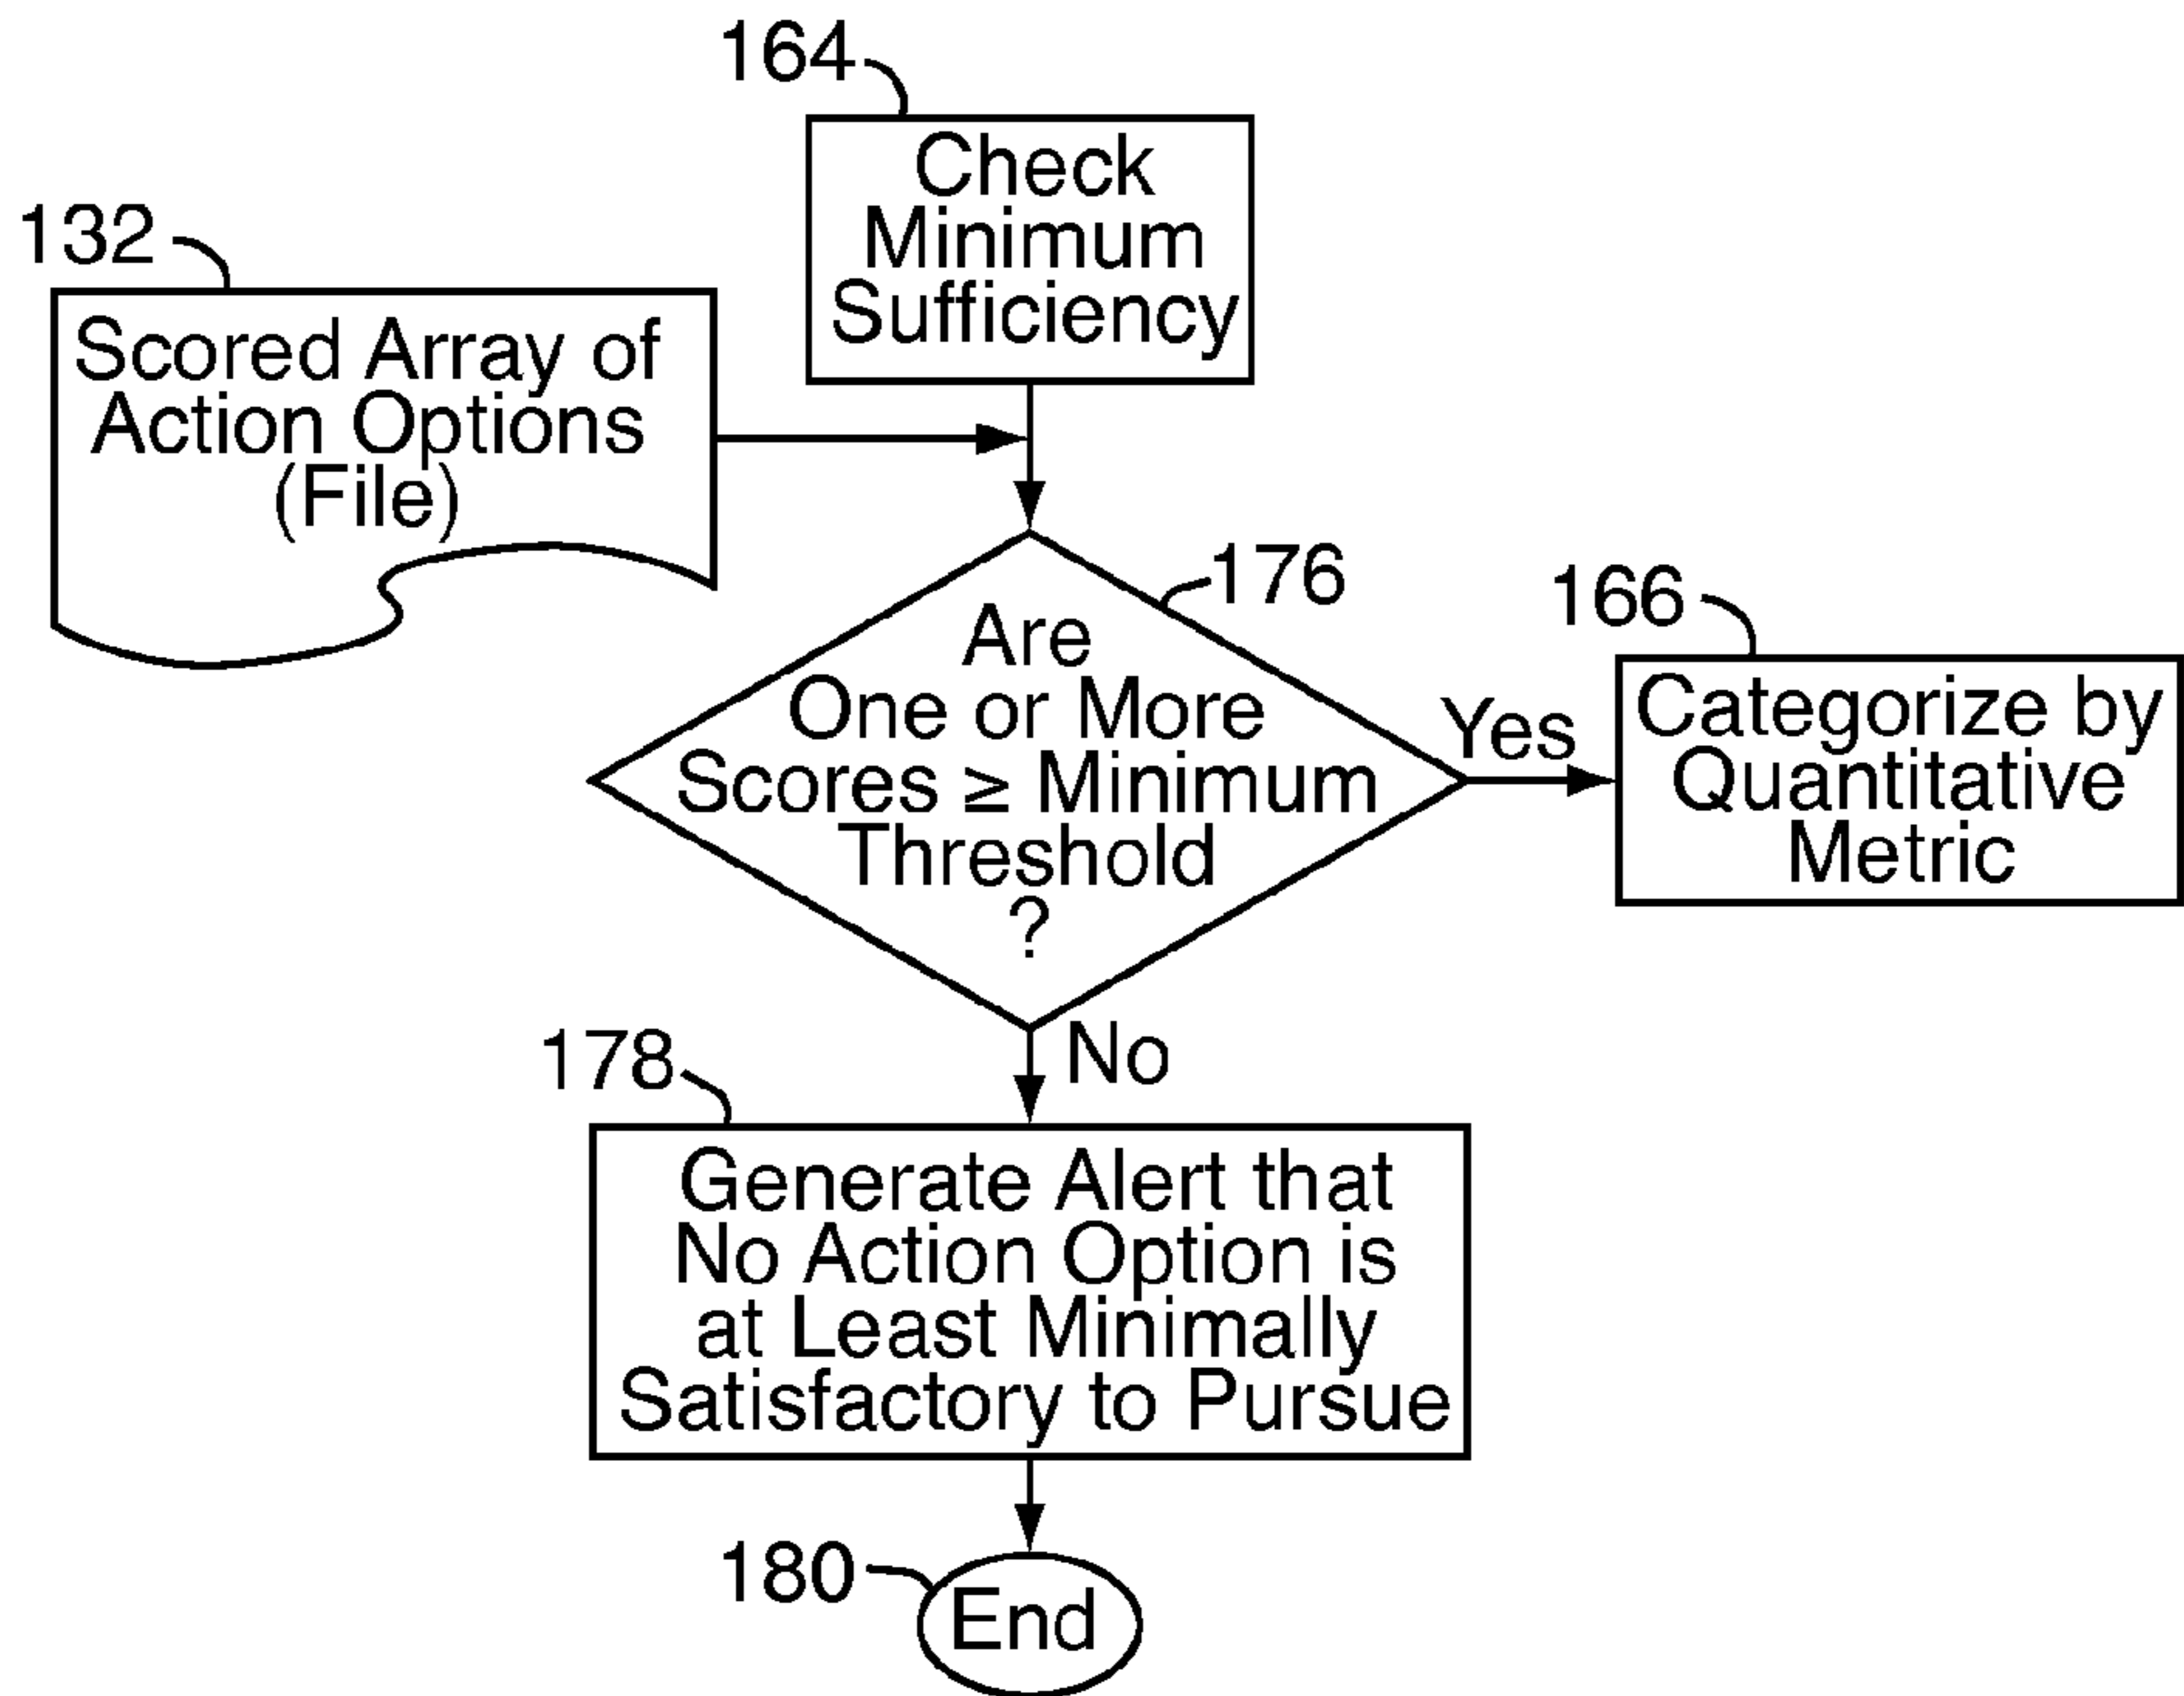 164
Check
Minimum
Sufficiency
132
Scored Array of
Action Options
(File)
176
Are
One or More
Scores ≥ Minimum
Threshold
?
Yes
166
Categorize by
Quantitative
Metric
No
178
Generate Alert that
No Action Option is
at Least Minimally
Satisfactory to Pursue
180
End